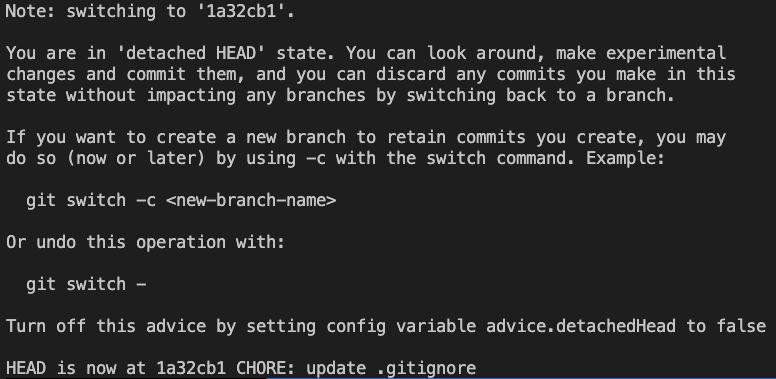 Note: switching to '1a32cb1'.
You are in 'detached HEAD' state. You can look around, make experimental
changes and commit them, and you can discard any commits you make in this
state without impacting any branches by switching back to a branch.
If you want to create a new branch to retain commits you create, you may
do so (now or later) by using -c with the switch command. Example:
git switch -c <new-branch-name>
Or undo this operation with:
git switch -
Turn off this advice by setting config variable advice.detachedHead to false
HEAD is now at 1a32cb1 CHORE: update .gitignore